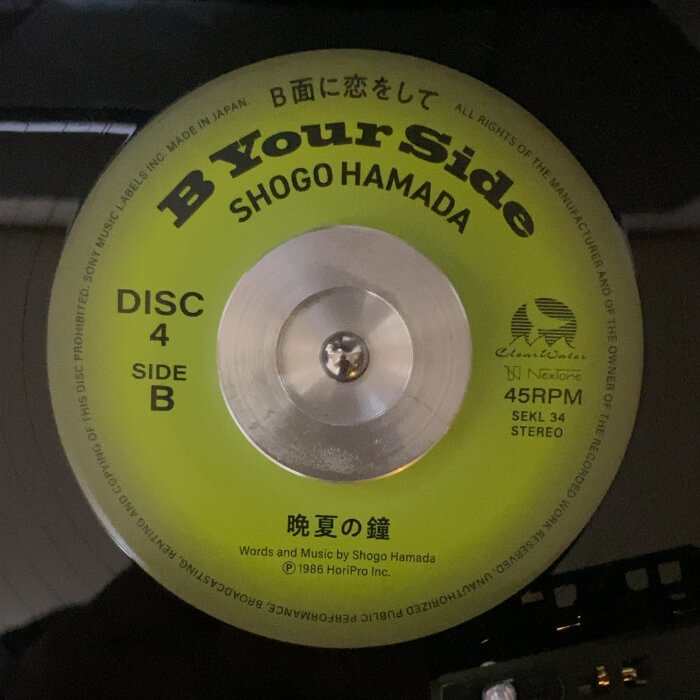 B面に恋をして
B Your Side
SHOGO HAMADA
DISC
4
SIDE
B
ClearWater
NexTone
45RPM
SEKL 34
STEREO
晩夏の鐘
Words and Music by Shogo Hamada
Ⓟ 1986 HoriPro Inc.
ALL RIGHTS OF THE MANUFACTURER AND OF THE OWNER OF THE RECORDED WORK RESERVED. UNAUTHORIZED PUBLIC PERFORMANCE, BROADCASTING, RENTING AND COPYING OF THIS DISC PROHIBITED. SONY MUSIC LABELS INC. MADE IN JAPAN.